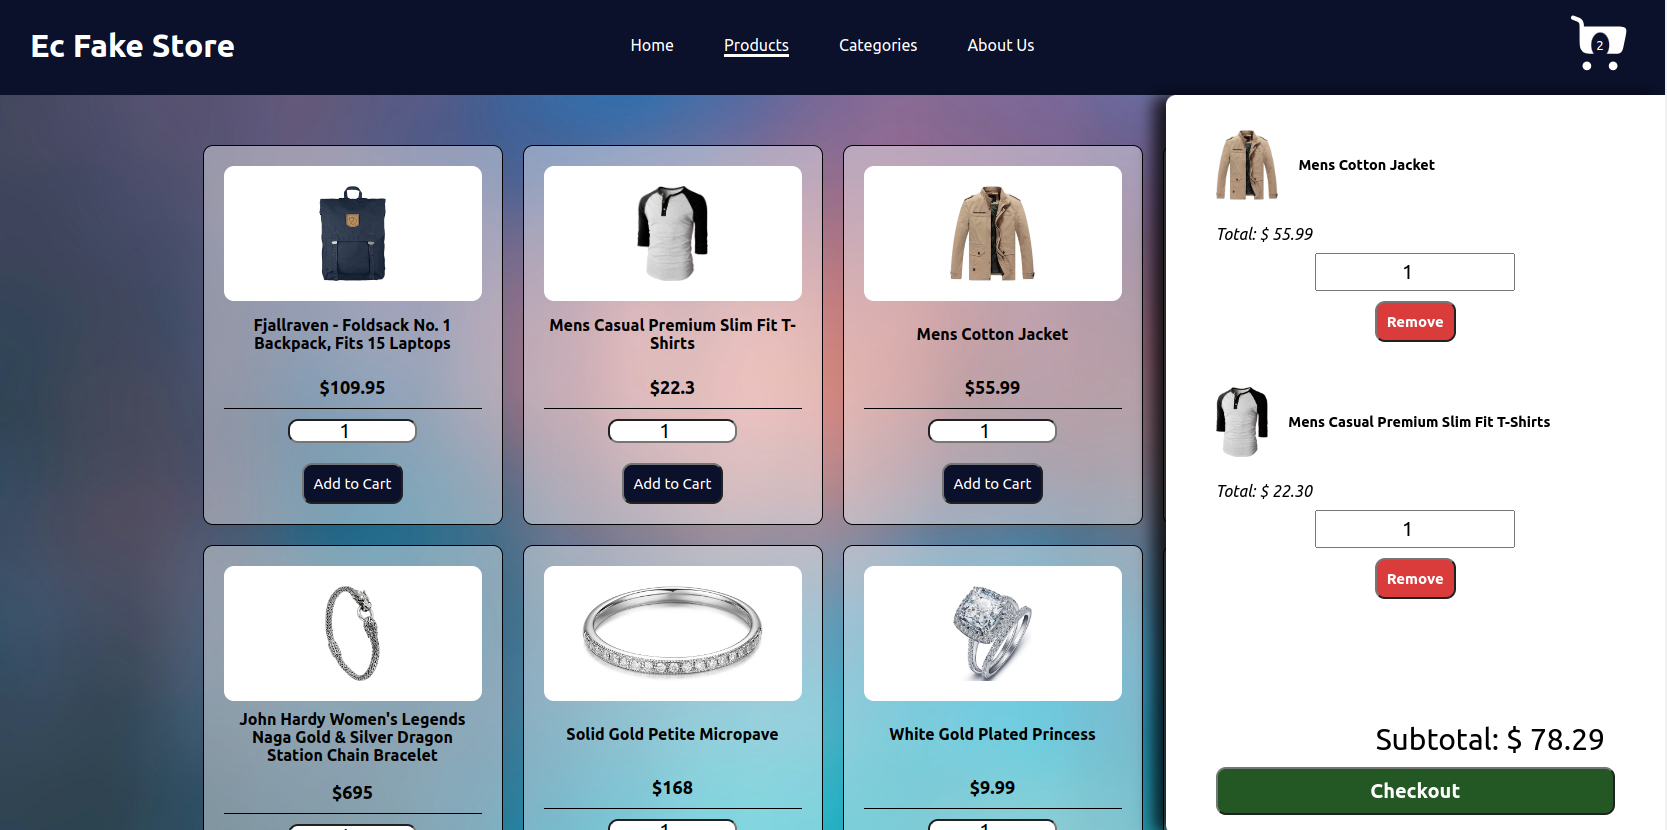 Ec Fake Store
Home
Products
Categories
About Us
2
Fjallraven - Foldsack No. 1
Backpack, Fits 15 Laptops
$109.95
1
Add to Cart
Mens Casual Premium Slim Fit T-
Shirts
$22.3
1
Add to Cart
Mens Cotton Jacket
$55.99
1
Add to Cart
John Hardy Women's Legends
Naga Gold & Silver Dragon
Station Chain Bracelet
$695
Solid Gold Petite Micropave
$168
1
White Gold Plated Princess
$9.99
1
Mens Cotton Jacket
Total: $ 55.99
1
Remove
Mens Casual Premium Slim Fit T-Shirts
Total: $ 22.30
1
Remove
Subtotal: $ 78.29
Checkout